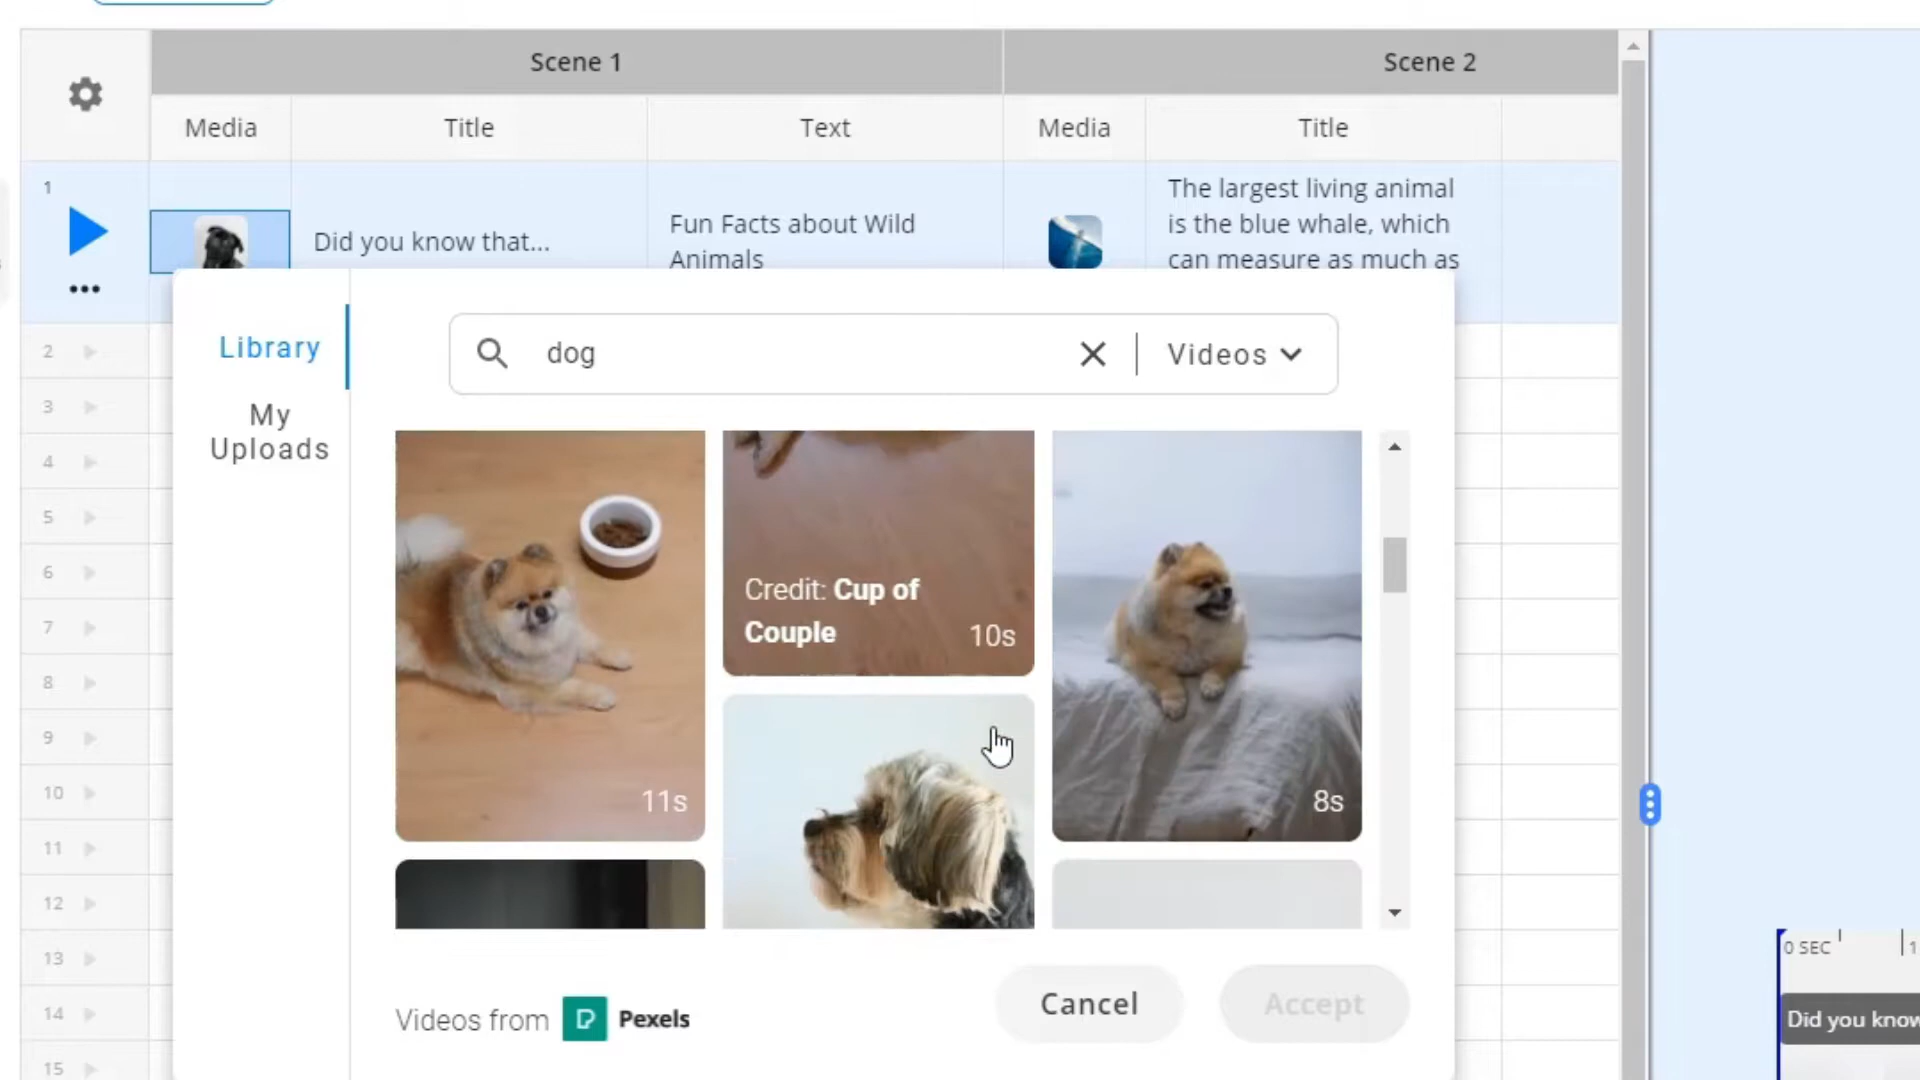 Scene 1
Scene 2
Media
Title
Text
Media
Title
1
Did you know that...
Fun Facts about Wild
Animals
The largest living animal
is the blue whale, which
can measure as much as
Library
My
Uploads
dog
Videos
2
3
4
5
6
7
8
9
10
11
12
13
14
15
Credit: Cup of
Couple
10s
11s
8s
Videos from Pexels
Cancel
Accept
0 SEC
1
Did you know